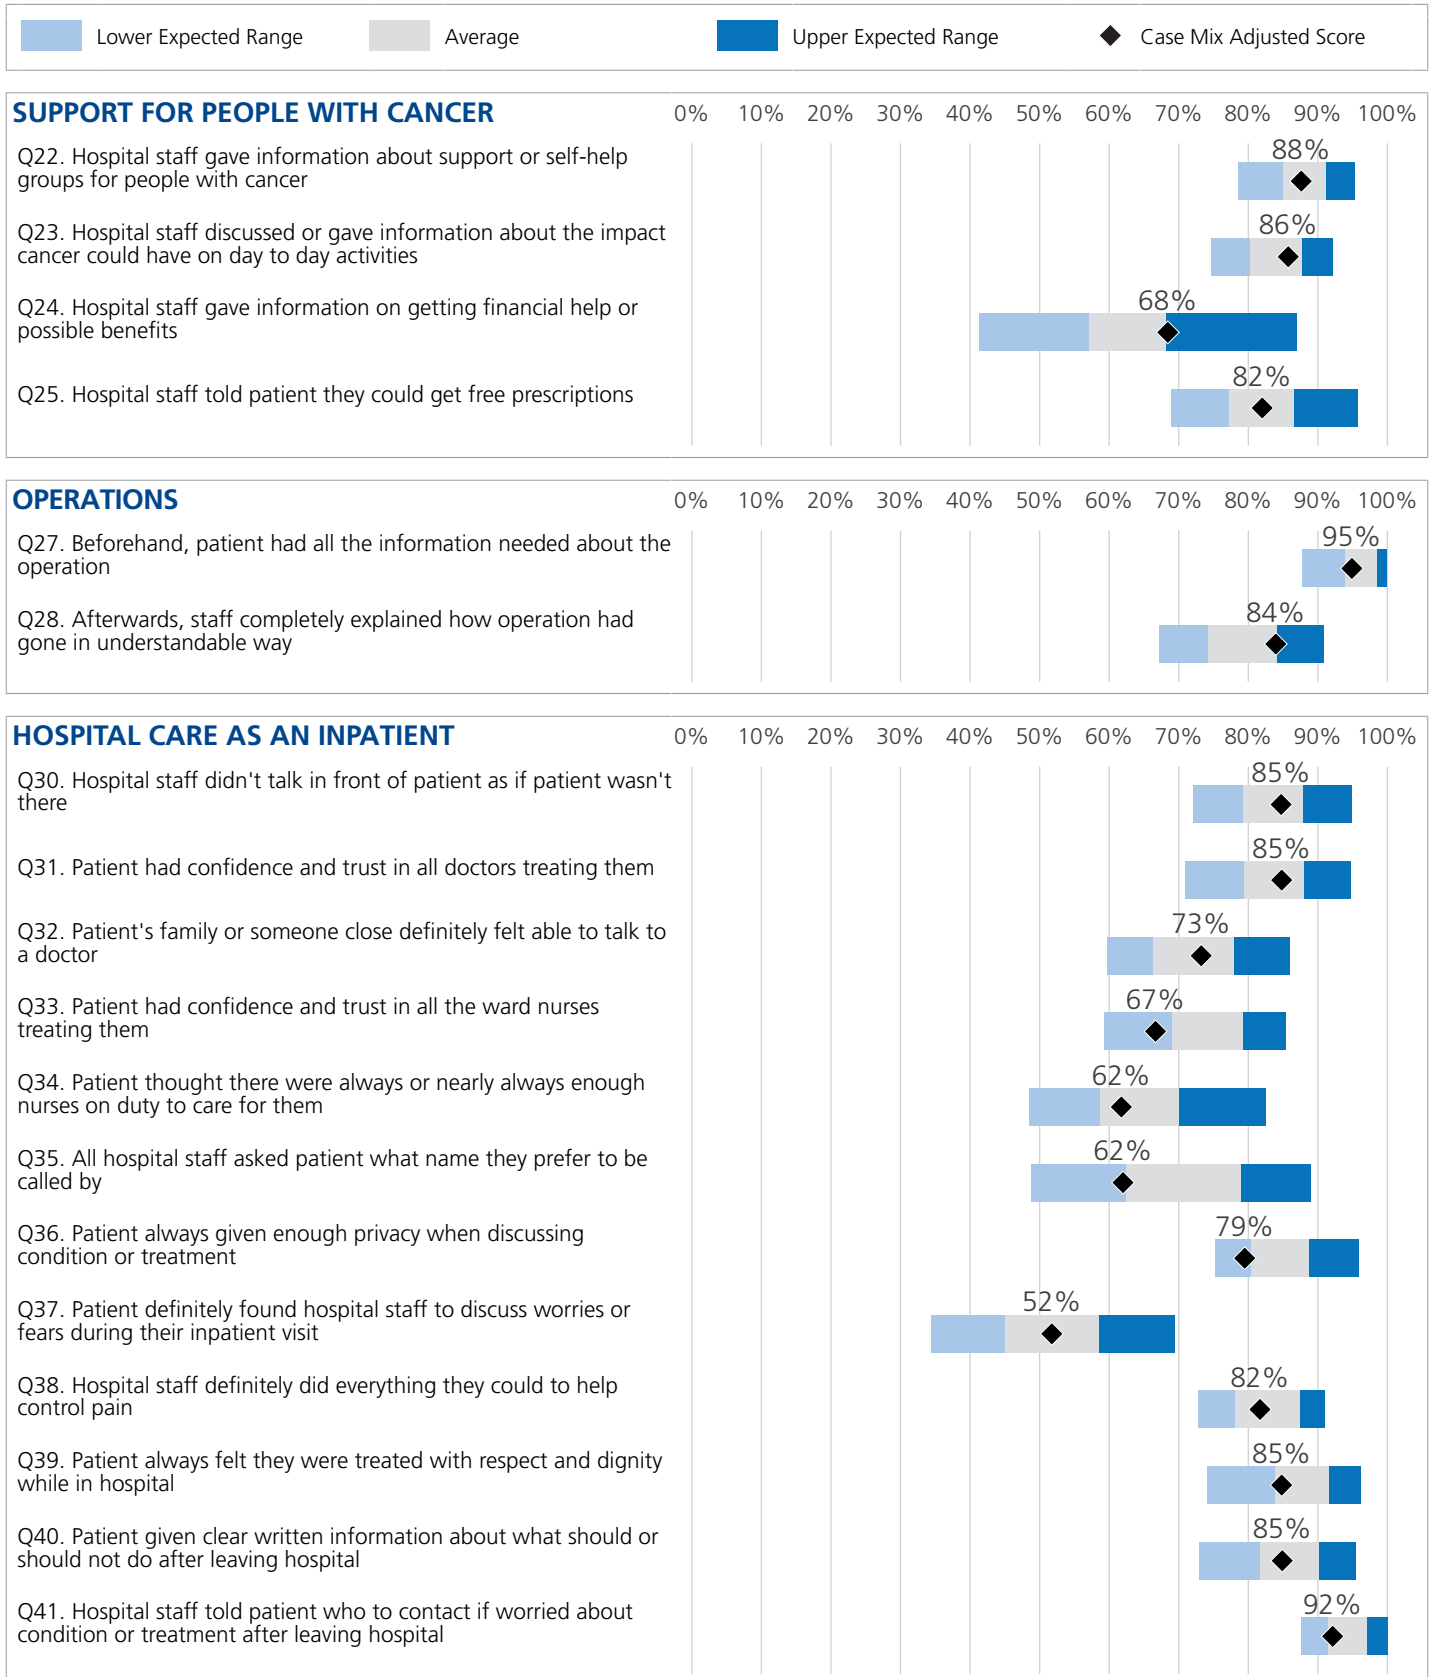 Lower Expected Range Average Upper Expected Range Case Mix Adjusted Score
SUPPORT FOR PEOPLE WITH CANCER 0% 10% 20% 30% 40% 50% 60% 70% 80% 90% 100%
Q22. Hospital staff gave information about support or self-help
groups for people with cancer
88%
Q23. Hospital staff discussed or gave information about the impact
cancer could have on day to day activities
86%
Q24. Hospital staff gave information on getting financial help or
possible benefits
68%
Q25. Hospital staff told patient they could get free prescriptions
82%
OPERATIONS 0% 10% 20% 30% 40% 50% 60% 70% 80% 90% 100%
Q27. Beforehand, patient had all the information needed about the
operation
95%
Q28. Afterwards, staff completely explained how operation had
gone in understandable way
84%
HOSPITAL CARE AS AN INPATIENT 0% 10% 20% 30% 40% 50% 60% 70% 80% 90% 100%
Q30. Hospital staff didn't talk in front of patient as if patient wasn't
there
85%
Q31. Patient had confidence and trust in all doctors treating them
85%
Q32. Patient's family or someone close definitely felt able to talk to
a doctor
73%
Q33. Patient had confidence and trust in all the ward nurses
treating them
67%
Q34. Patient thought there were always or nearly always enough
nurses on duty to care for them
62%
Q35. All hospital staff asked patient what name they prefer to be
called by
62%
Q36. Patient always given enough privacy when discussing
condition or treatment
79%
Q37. Patient definitely found hospital staff to discuss worries or
fears during their inpatient visit
52%
Q38. Hospital staff definitely did everything they could to help
control pain
82%
Q39. Patient always felt they were treated with respect and dignity
while in hospital
85%
Q40. Patient given clear written information about what should or
should not do after leaving hospital
85%
Q41. Hospital staff told patient who to contact if worried about
condition or treatment after leaving hospital
92%